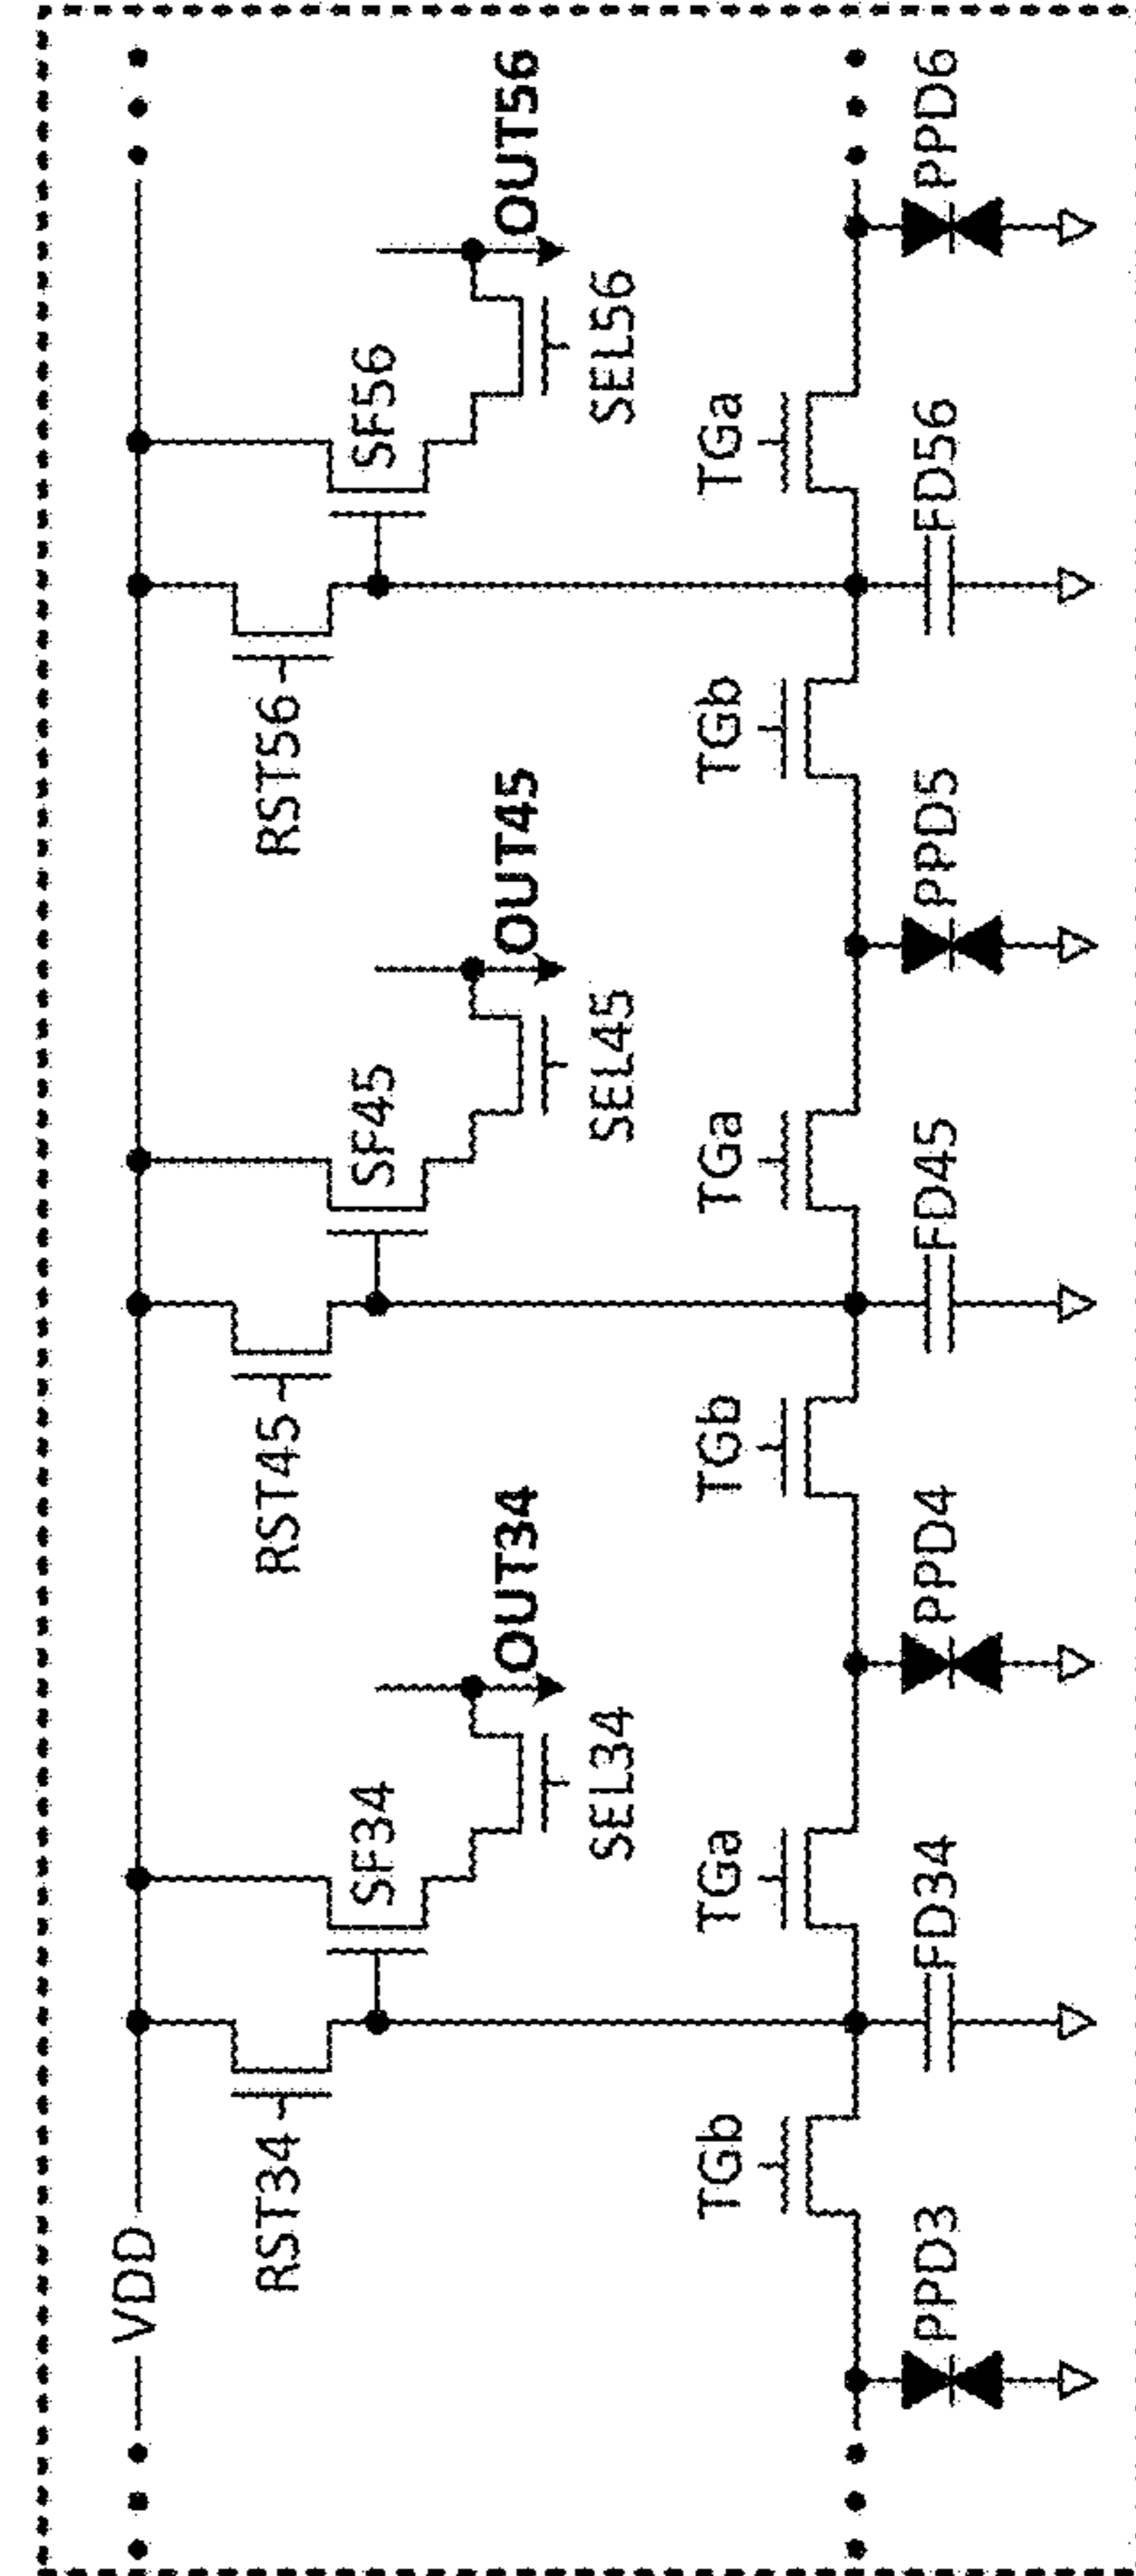 VDD
RST34
SF34
OUT34
SEL34
RST45
SF45
OUT45
SEL45
RST56
SF56
OUT56
SEL56
TGb
TGa
TGb
TGa
TGb
TGa
PPD3
FD34
PPD4
FD45
PPD5
FD56
PPD6